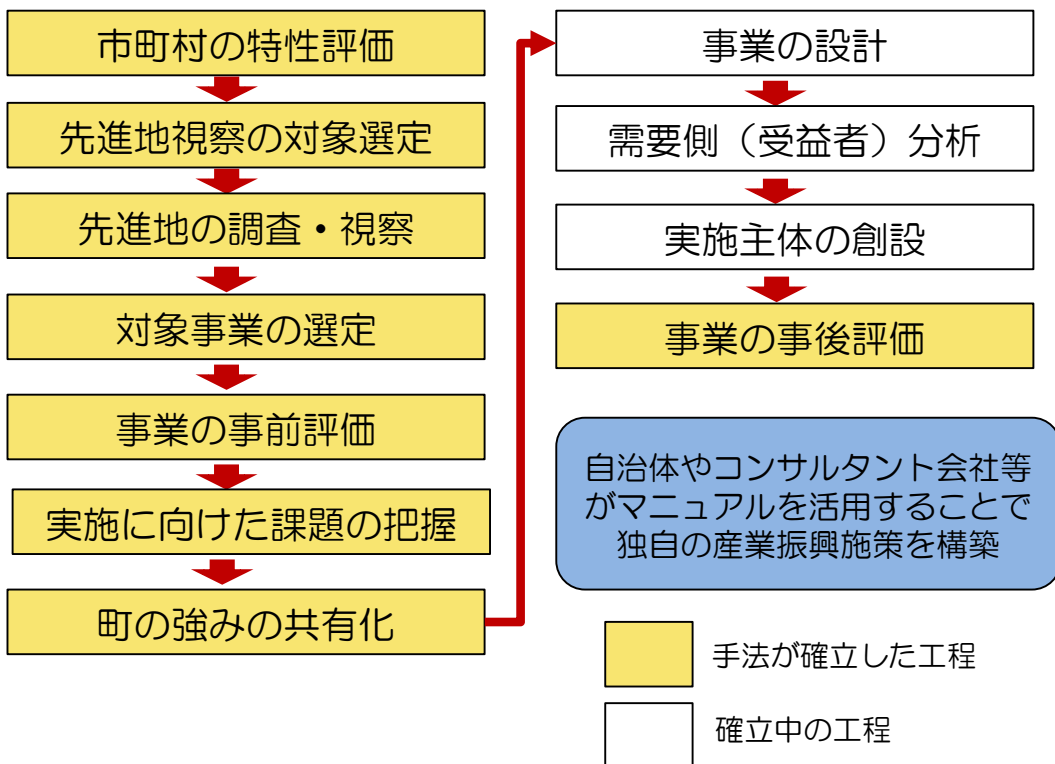 市町村の特性評価
先進地視察の対象選定
先進地の調査・視察
対象事業の選定
事業の事前評価
実施に向けた課題の把握
町の強みの共有化
事業の設計
需要側（受益者）分析
実施主体の創設
事業の事後評価
自治体やコンサルタント会社等
がマニュアルを活用することで
独自の産業振興施策を構築
手法が確立した工程
確立中の工程